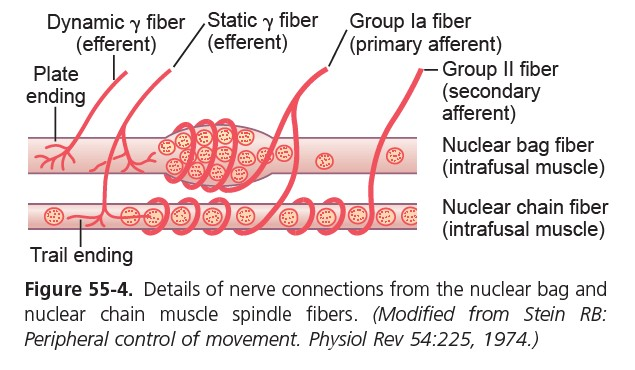 Dynamic γ fiber
(efferent)
Static γ fiber
(efferent)
Group Ia fiber
(primary afferent)
Plate
ending
Group II fiber
(secondary
afferent)
Nuclear bag fiber
(intrafusal muscle)
Nuclear chain fiber
(intrafusal muscle)
Trail ending
Figure 55-4. Details of nerve connections from the nuclear bag and
nuclear chain muscle spindle fibers. (Modified from Stein RB:
Peripheral control of movement. Physiol Rev 54:225, 1974.)